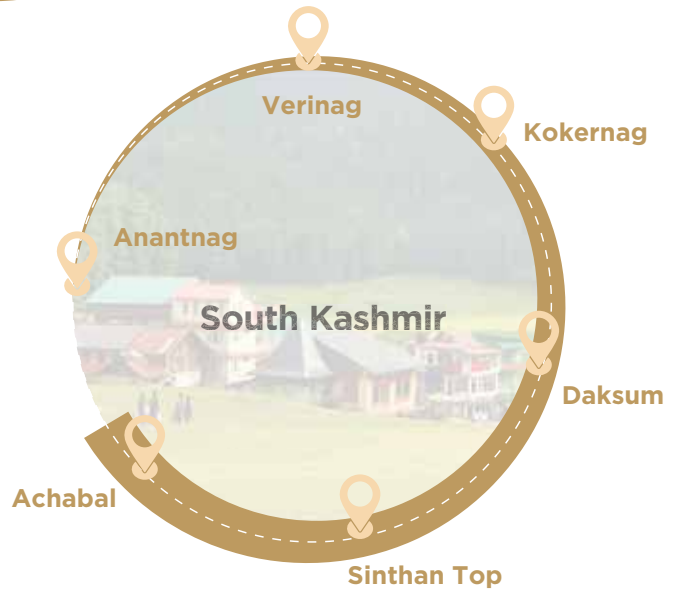 Verinag
Kokernag
Anantnag
South Kashmir
Daksum
Achabal
Sinthan Top